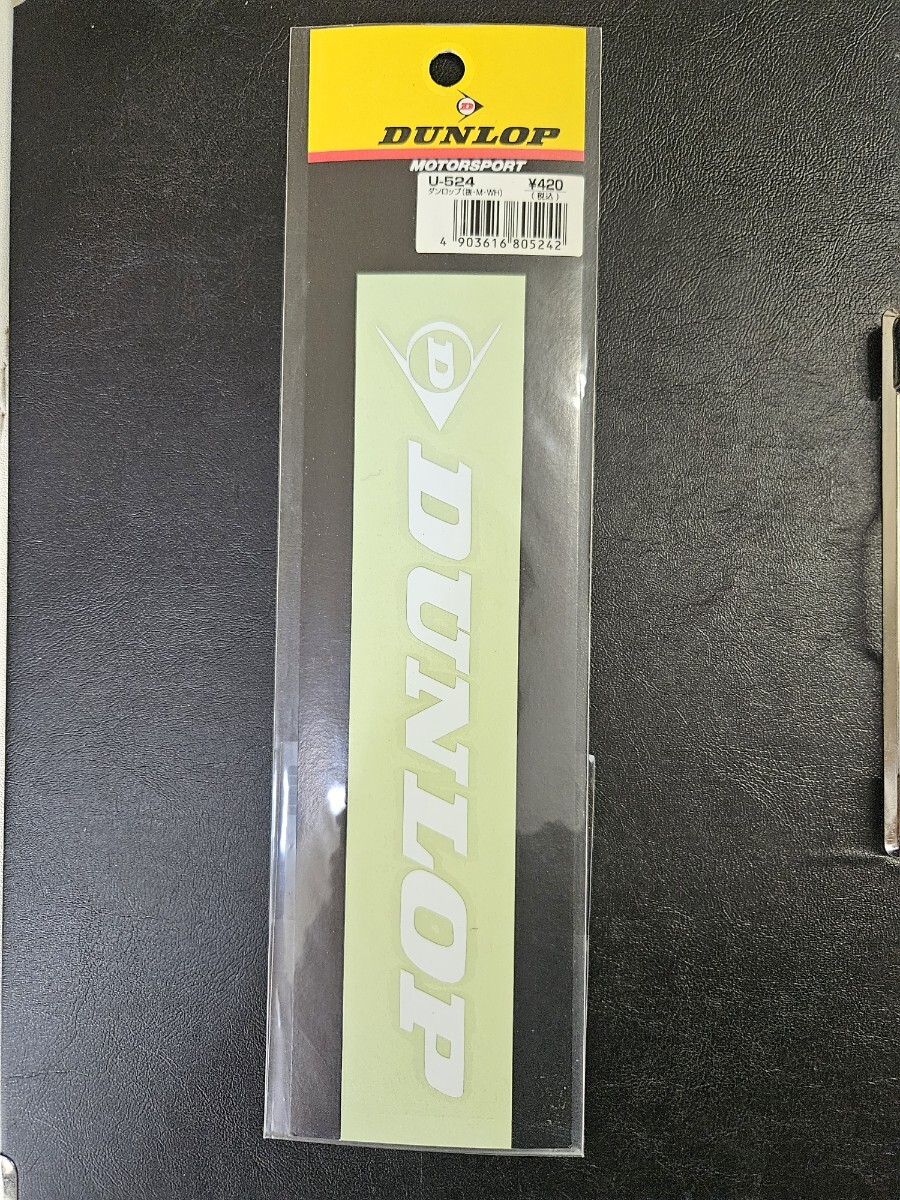 D
DUNLOP
MOTORSPORT
U-524 ¥420
ダンロップ(抜・M・WH) (税込)
4 903616 805242
D
DUNLOP